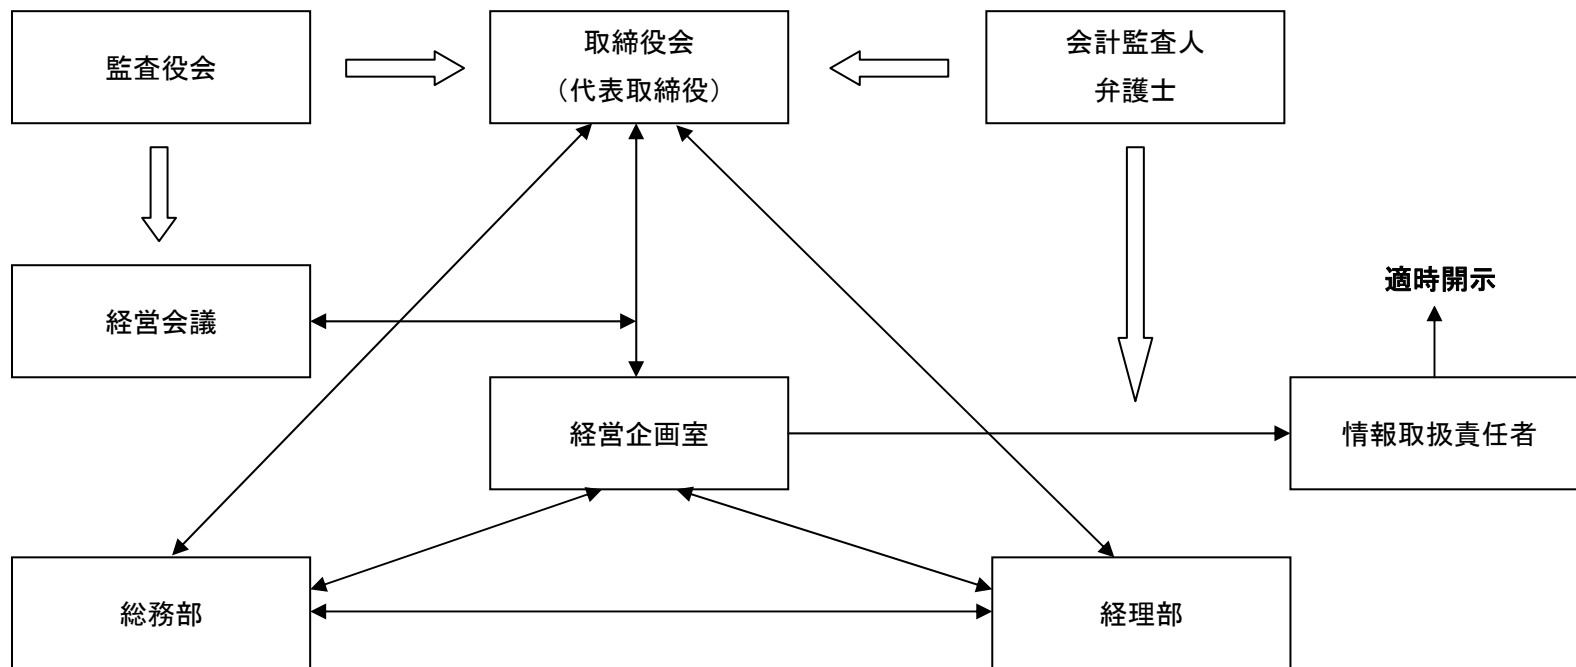 監査役会
取締役会
（代表取締役）
会計監査人
弁護士
経営会議
適時開示
経営企画室
情報取扱責任者
総務部
経理部